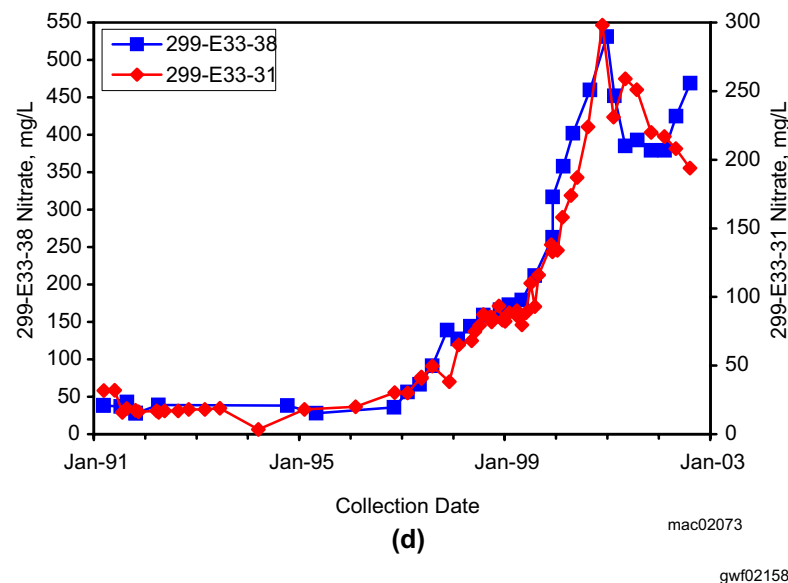 299-E33-38
299-E33-31
550
500
450
400
350
300
250
200
150
100
50
0
299-E33-38 Nitrate, mg/L
300
250
200
150
100
50
0
299-E33-31 Nitrate, mg/L
Jan-91 Jan-95 Jan-99 Jan-03
Collection Date
mac02073
(d)
gwf02158